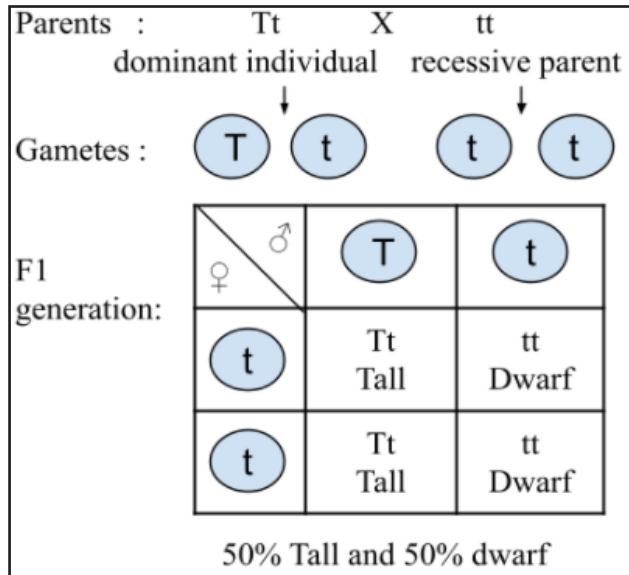 Parents : Tt X tt
dominant individual recessive parent
Gametes : T t t t
♀ ♂ T t
F1
generation:
t Tt tt
Tall Dwarf
t Tt tt
Tall Dwarf
50% Tall and 50% dwarf